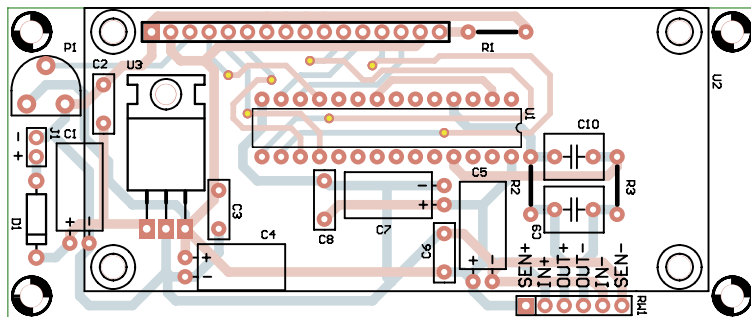 P1
C2
U3
R1
U2
J1
-
+
C1
+ -
D1
C3
+
-
C4
C8
-
+
C7
C6
C5
+ -
U1
R2
C10
C9
R3
SEN+
IN+
OUT+
OUT-
IN-
SEN-
RW1